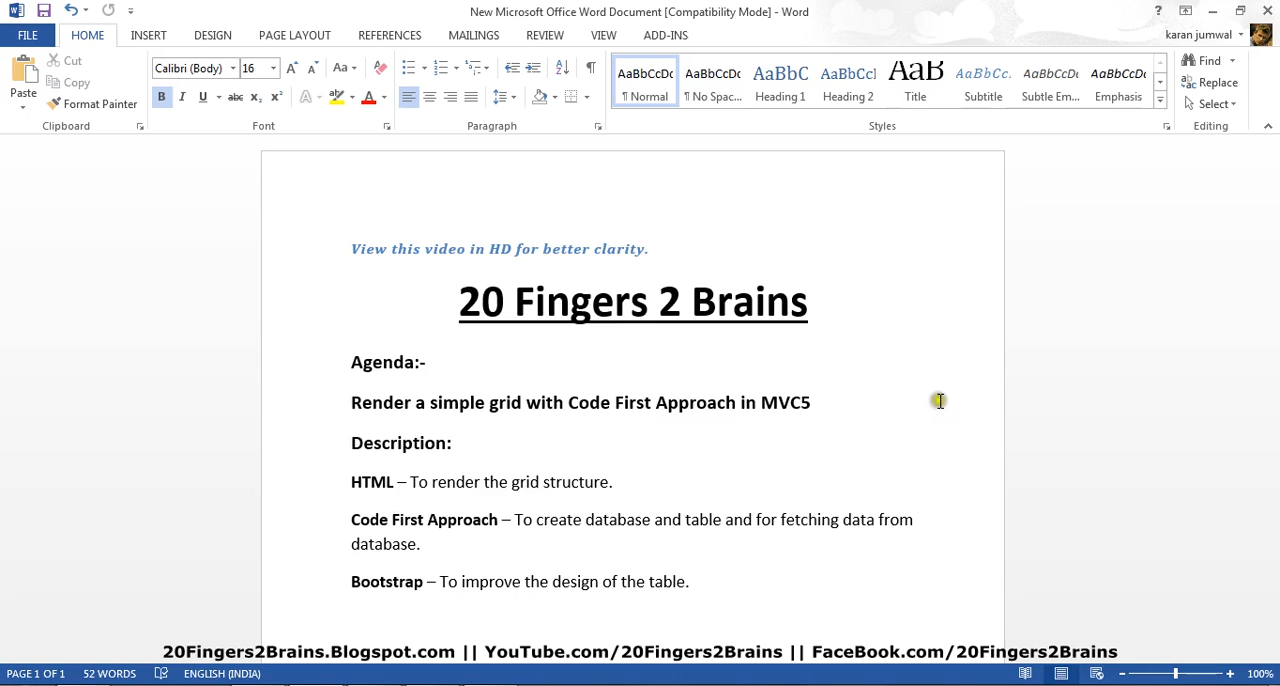 New Microsoft Office Word Document [Compatibility Mode] - Word
FILE HOME INSERT DESIGN PAGE LAYOUT REFERENCES MAILINGS REVIEW VIEW ADD-INS karan jumwal
Cut
Copy
Format Painter
Paste
Clipboard
Calibri (Body) 16
Font
Paragraph
AaBbCcDc AaBbCcDc AaBbC AaBbCcI AaB AaBbCc. AaBbCcDc AaBbCcDc
¶ Normal ¶ No Spac... Heading 1 Heading 2 Title Subtitle Subtle Em... Emphasis
Styles
Find
Replace
Select
Editing
View this video in HD for better clarity.
20 Fingers 2 Brains
Agenda:-
Render a simple grid with Code First Approach in MVC5
Description:
HTML – To render the grid structure.
Code First Approach – To create database and table and for fetching data from
database.
Bootstrap – To improve the design of the table.
20Fingers2Brains.Blogspot.com || YouTube.com/20Fingers2Brains || FaceBook.com/20Fingers2Brains
PAGE 1 OF 1 52 WORDS ENGLISH (INDIA) 100%